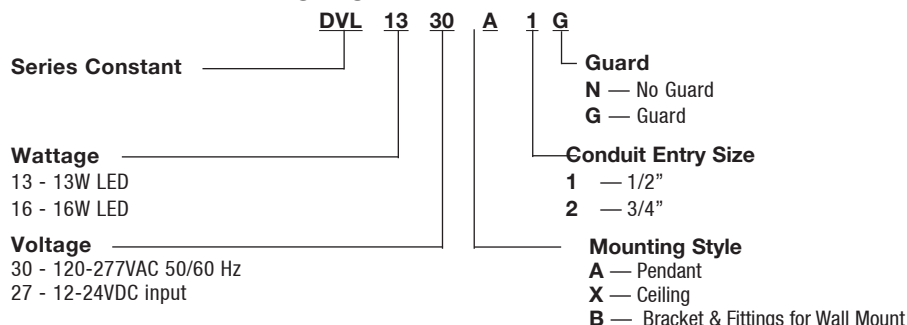 DVL 13 30 A 1 G
Series Constant
Guard
N — No Guard
G — Guard
Wattage
13 - 13W LED
16 - 16W LED
Conduit Entry Size
1 — 1/2”
2 — 3/4”
Voltage
30 - 120-277VAC 50/60 Hz
27 - 12-24VDC input
Mounting Style
A — Pendant
X — Ceiling
B — Bracket & Fittings for Wall Mount